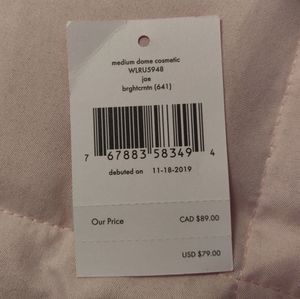 medium dome cosmetic
WLRU5948
joe
brghtcrntn (641)
7 67883 58349 4
debuted on 11-18-2019
Our Price CAD $89.00
USD $79.00